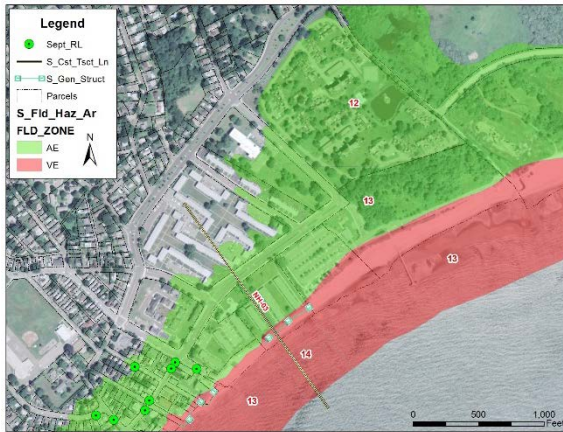 Legend
Sept_RL
S_Cst_Tsct_Ln
S_Gen_Struct
Parcels
S_Fld_Haz_Ar
FLD_ZONE
N
AE
VE
12
13
13
NH-05
14
13
0 500 1,000
Feet